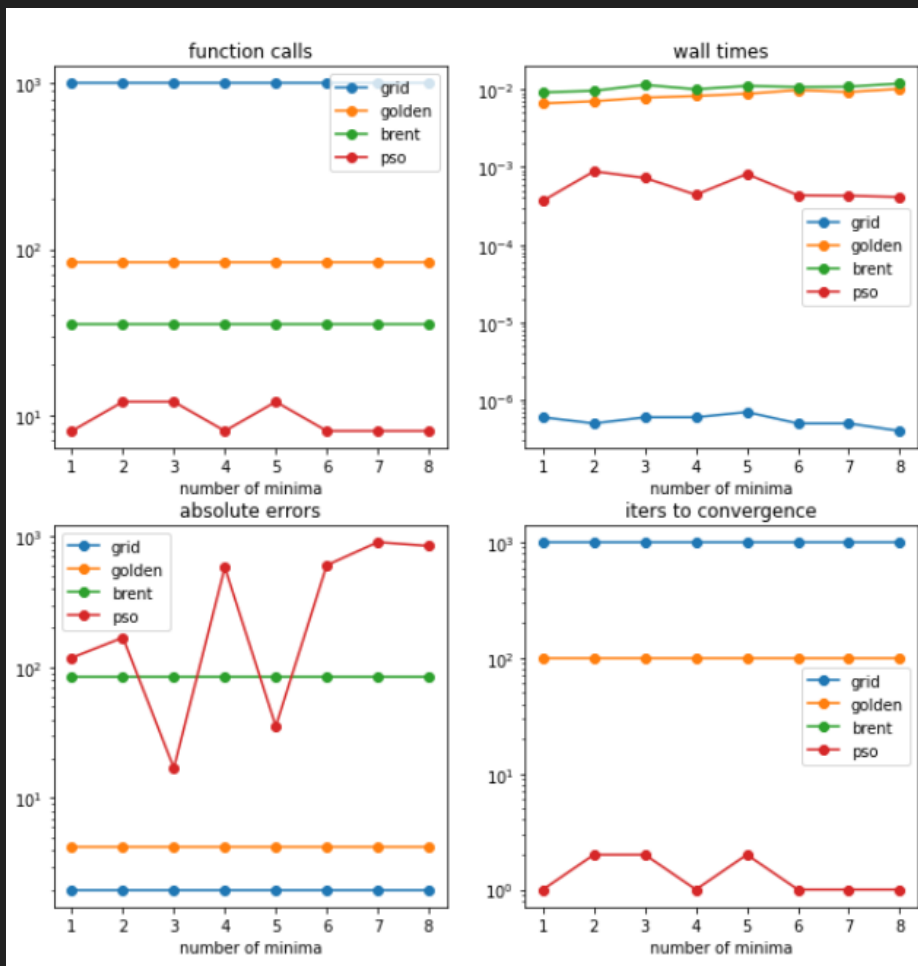 function calls
10³
10²
10¹
grid
golden
brent
pso
1 2 3 4 5 6 7 8
number of minima
wall times
10⁻²
10⁻³
10⁻⁴
10⁻⁵
10⁻⁶
grid
golden
brent
pso
1 2 3 4 5 6 7 8
number of minima
absolute errors
10³
10²
10¹
grid
golden
brent
pso
1 2 3 4 5 6 7 8
number of minima
iters to convergence
10³
10²
10¹
10⁰
grid
golden
brent
pso
1 2 3 4 5 6 7 8
number of minima